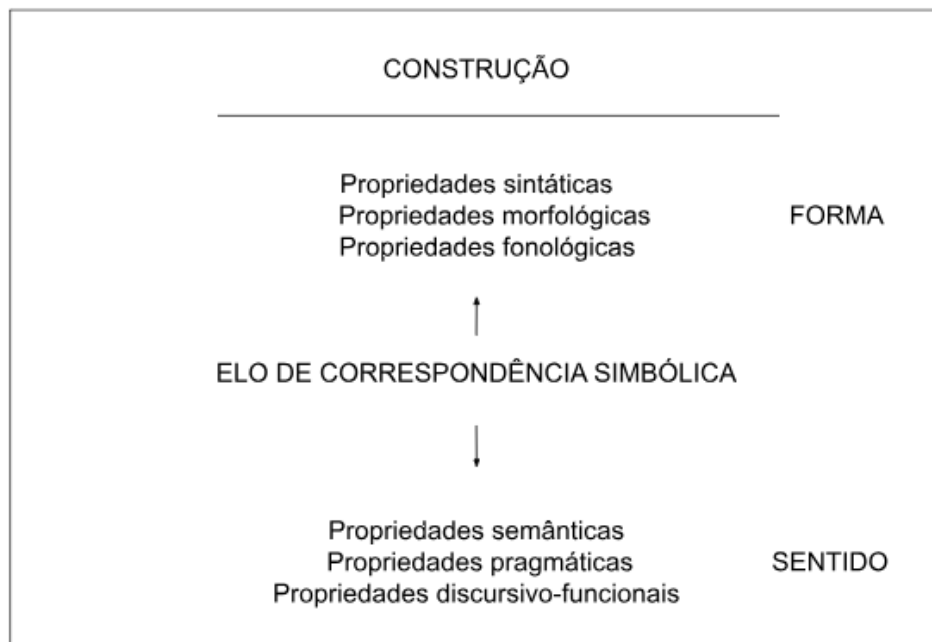 CONSTRUÇÃO
Propriedades sintáticas
Propriedades morfológicas FORMA
Propriedades fonológicas
ELO DE CORRESPONDÊNCIA SIMBÓLICA
Propriedades semânticas
Propriedades pragmáticas SENTIDO
Propriedades discursivo-funcionais